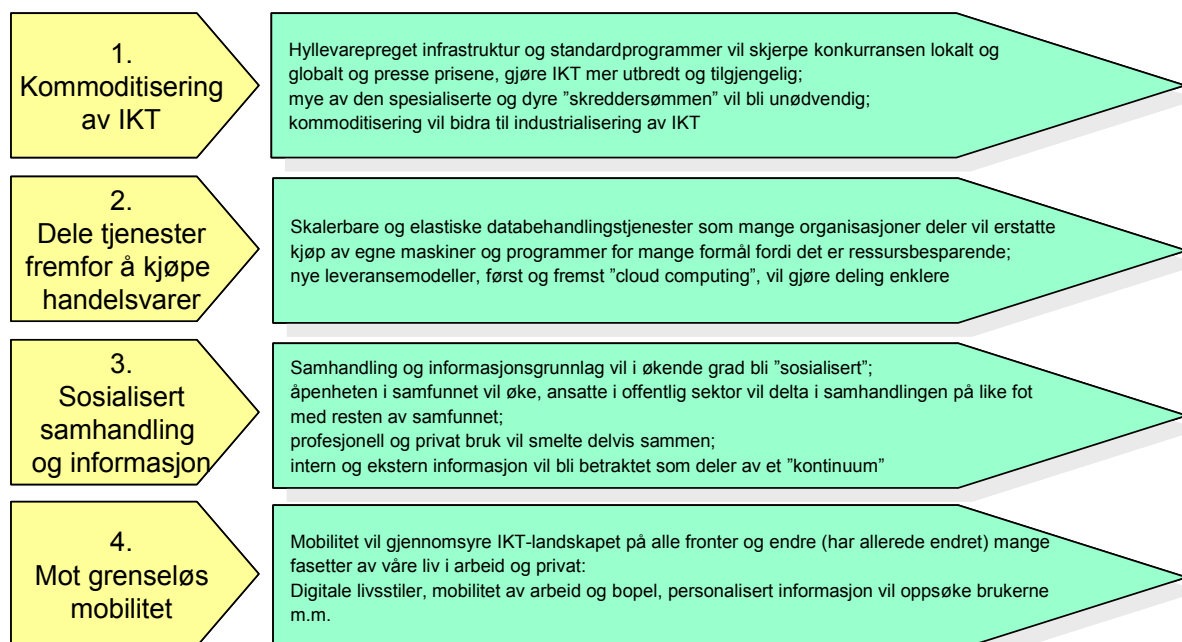 1.
Kommoditisering
av IKT
Hyllevarepreget infrastruktur og standardprogrammer vil skjerpe konkurransen lokalt og
globalt og presse prisene, gjøre IKT mer utbredt og tilgjengelig;
mye av den spesialiserte og dyre ”skreddersømmen” vil bli unødvendig;
kommoditisering vil bidra til industrialisering av IKT
2.
Dele tjenester
fremfor å kjøpe
handelsvarer
Skalerbare og elastiske databehandlingstjenester som mange organisasjoner deler vil erstatte
kjøp av egne maskiner og programmer for mange formål fordi det er ressursbesparende;
nye leveransemodeller, først og fremst ”cloud computing”, vil gjøre deling enklere
3.
Sosialisert
samhandling
og informasjon
Samhandling og informasjonsgrunnlag vil i økende grad bli ”sosialisert”;
åpenheten i samfunnet vil øke, ansatte i offentlig sektor vil delta i samhandlingen på like fot
med resten av samfunnet;
profesjonell og privat bruk vil smelte delvis sammen;
intern og ekstern informasjon vil bli betraktet som deler av et ”kontinuum”
4.
Mot grenseløs
mobilitet
Mobilitet vil gjennomsyre IKT-landskapet på alle fronter og endre (har allerede endret) mange
fasetter av våre liv i arbeid og privat:
Digitale livsstiler, mobilitet av arbeid og bopel, personalisert informasjon vil oppsøke brukerne
m.m.